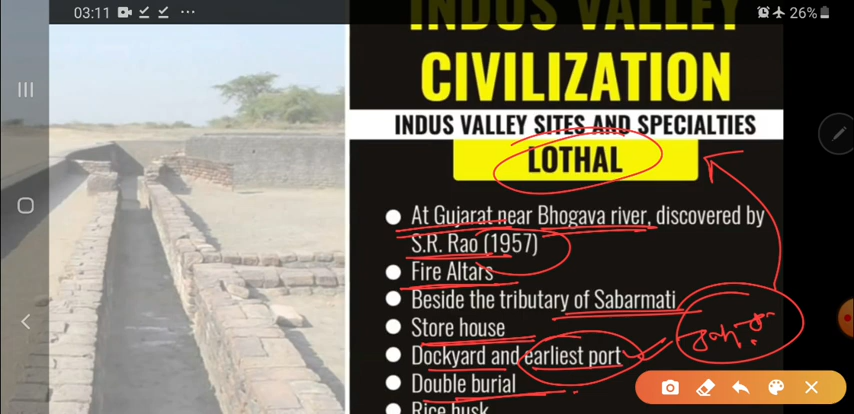 03:11
26%
INDUS VALLEY
CIVILIZATION
INDUS VALLEY SITES AND SPECIALTIES
LOTHAL
At Gujarat near Bhogava river, discovered by
S.R. Rao (1957)
Fire Altars
Beside the tributary of Sabarmati
Store house
Dockyard and earliest port
Double burial
Rice husk